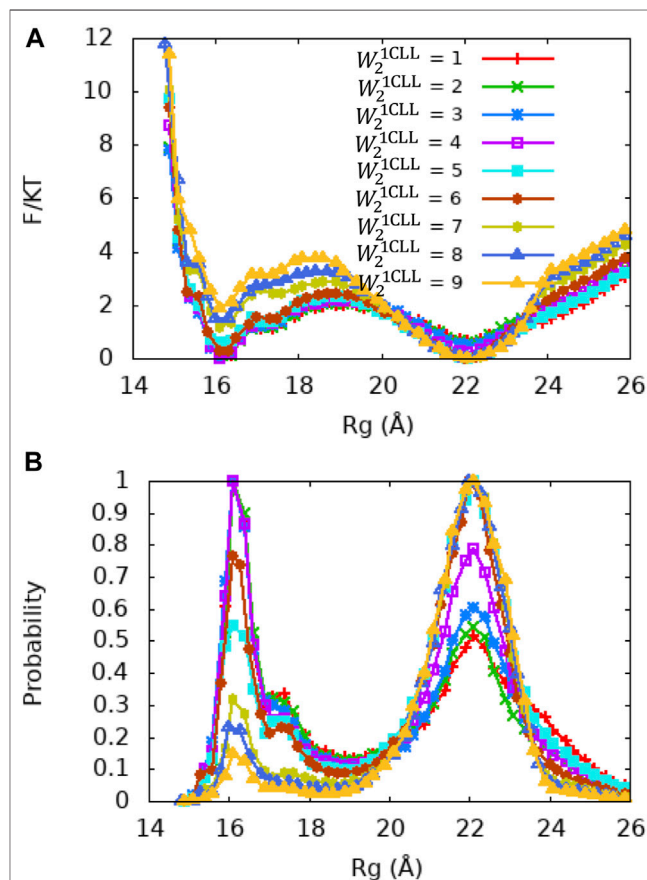 A
12
10
8
6
4
2
0
F/KT
W₂^1CLL = 1
W₂^1CLL = 2
W₂^1CLL = 3
W₂^1CLL = 4
W₂^1CLL = 5
W₂^1CLL = 6
W₂^1CLL = 7
W₂^1CLL = 8
W₂^1CLL = 9
14 16 18 20 22 24 26
Rg (Å)
B
1
0.9
0.8
0.7
0.6
0.5
0.4
0.3
0.2
0.1
0
Probability
14 16 18 20 22 24 26
Rg (Å)